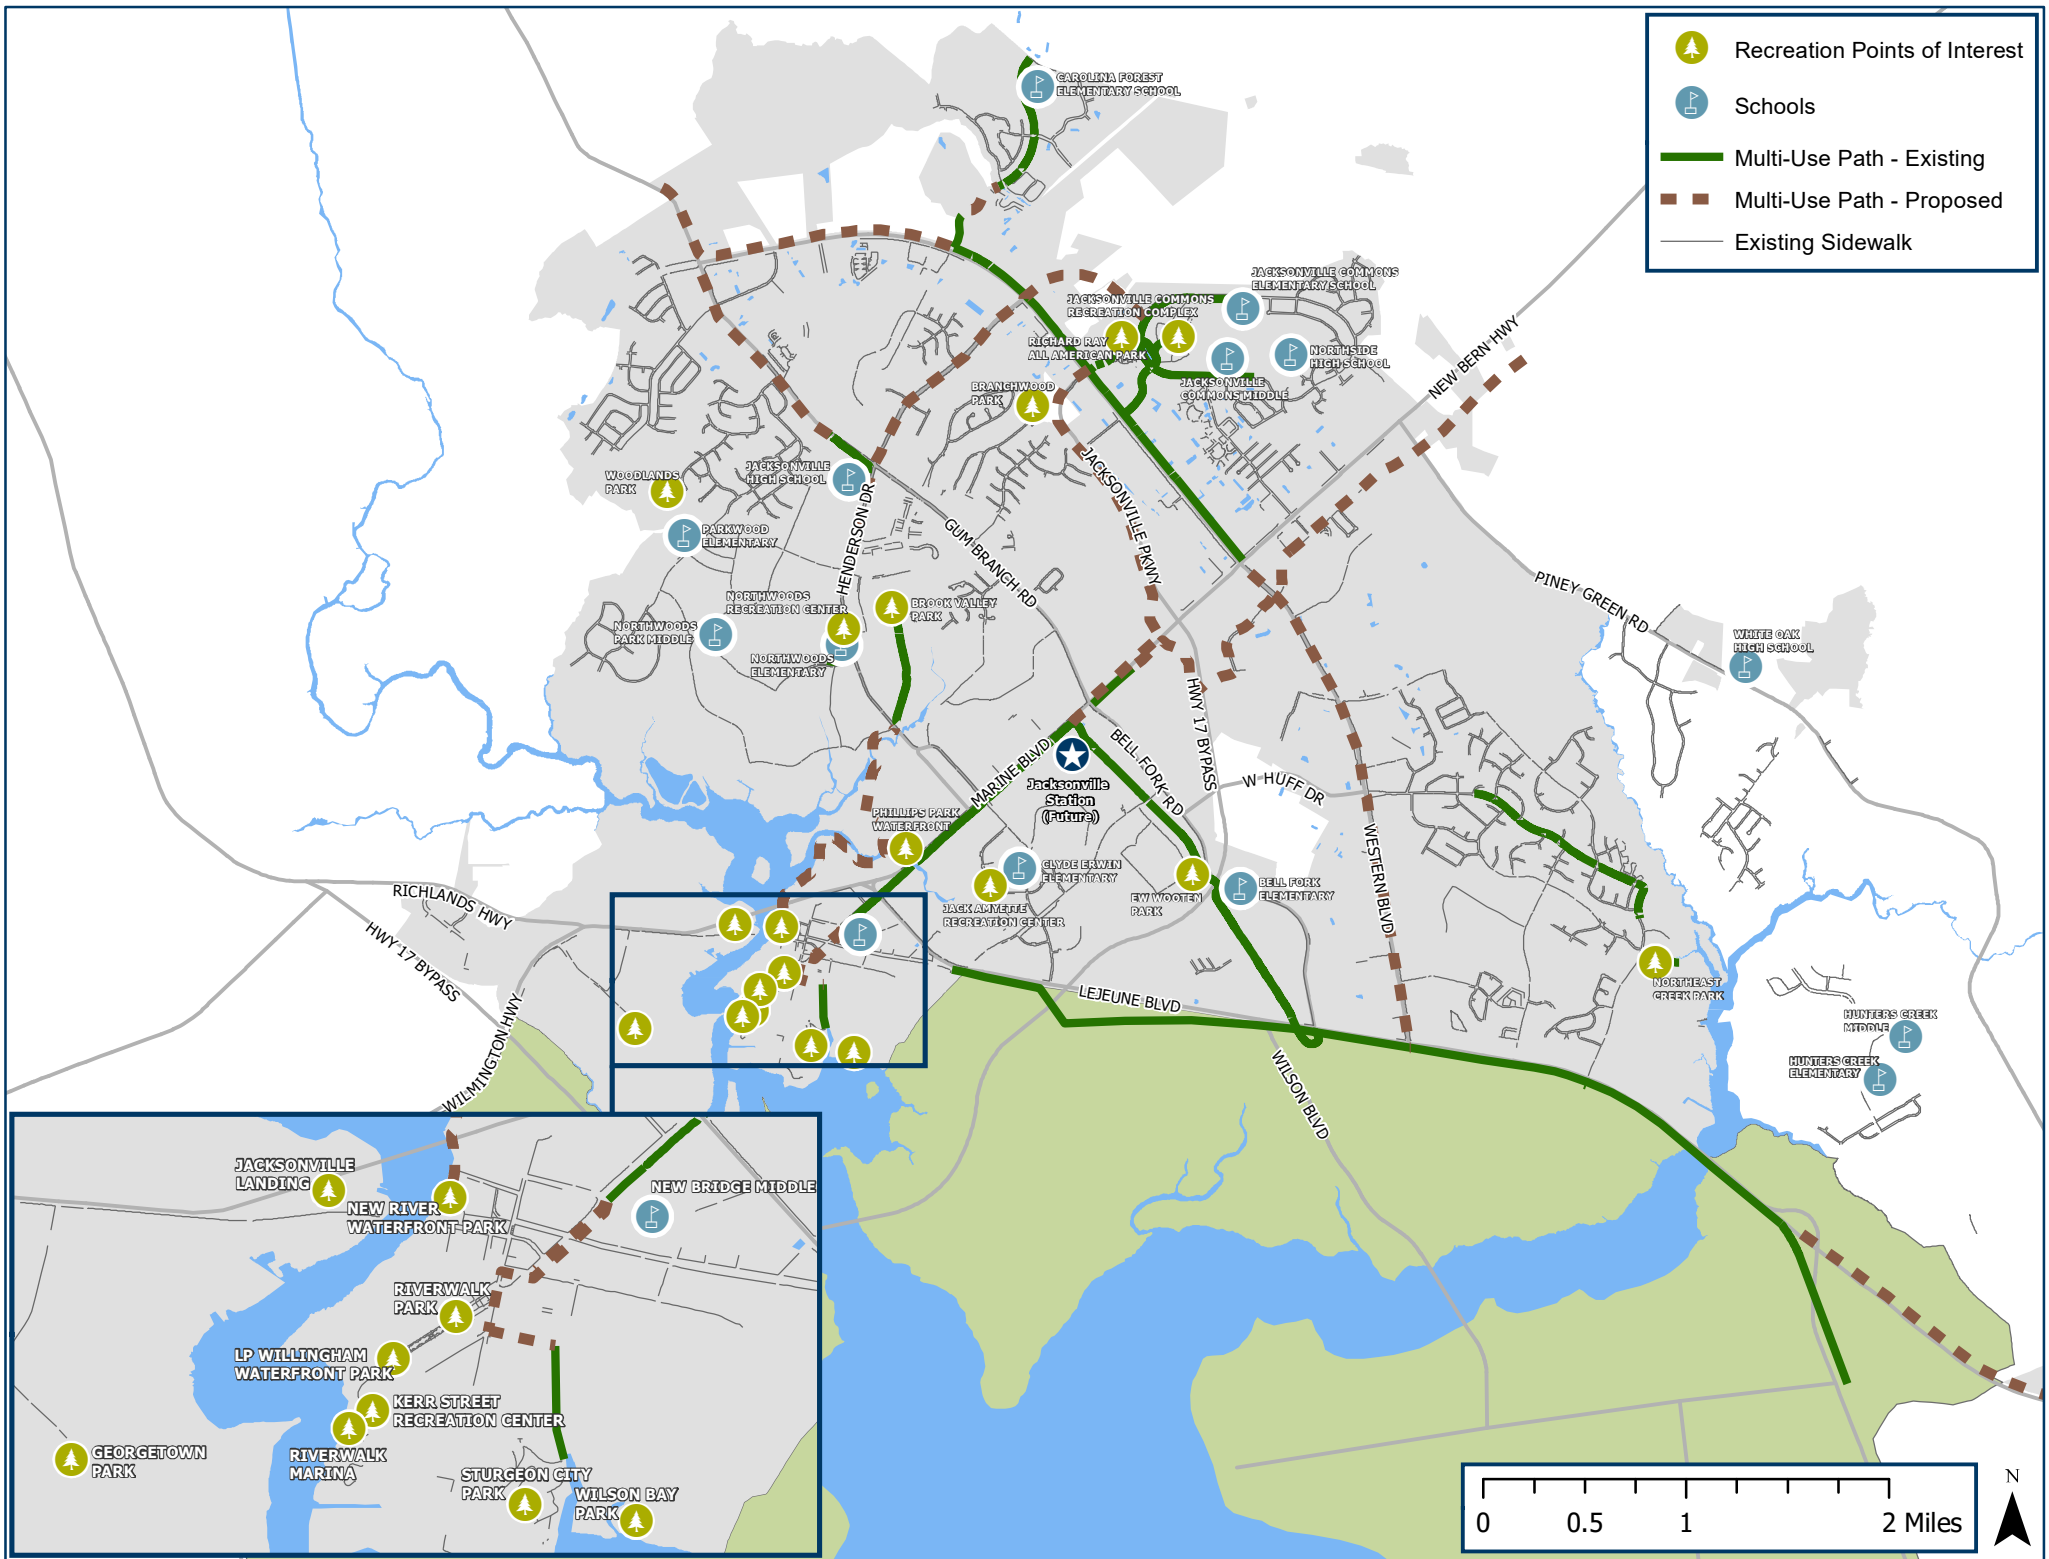 Recreation Points of Interest
Schools
Multi-Use Path - Existing
Multi-Use Path - Proposed
Existing Sidewalk
CAROLINA FOREST
ELEMENTARY SCHOOL
JACKSONVILLE COMMONS
ELEMENTARY SCHOOL
JACKSONVILLE COMMONS
RECREATION COMPLEX
RICHARD RAY
ALL AMERICAN PARK
NORTHSIDE
HIGH SCHOOL
JACKSONVILLE
COMMONS MIDDLE
BRANCHWOOD
PARK
NEW BERN HWY
JACKSONVILLE
HIGH SCHOOL
WOODLANDS
PARK
PARKWOOD
ELEMENTARY
HENDERSON DR
GUM BRANCH RD
JACKSONVILLE PKWY
PINEY GREEN RD
NORTHWOODS
RECREATION CENTER
BROOK VALLEY
PARK
NORTHWOODS
PARK MIDDLE
NORTHWOODS
ELEMENTARY
WHITE OAK
HIGH SCHOOL
HWY 17 BYPASS
MARINE BLVD
BELL FORK RD
W HUFF DR
Jacksonville
Station
(Future)
PHILLIPS PARK
WATERFRONT
CLYDE ERWIN
ELEMENTARY
JACK AMYETTE
RECREATION CENTER
EW WOOTEN
PARK
BELL FORK
ELEMENTARY
WESTERN BLVD
RICHLANDS HWY
HWY 17 BYPASS
WILMINGTON HWY
LEJEUNE BLVD
WILSON BLVD
NORTHEAST
CREEK PARK
HUNTERS CREEK
MIDDLE
HUNTERS CREEK
ELEMENTARY
JACKSONVILLE
LANDING
NEW RIVER
WATERFRONT PARK
NEW BRIDGE MIDDLE
RIVERWALK
PARK
LP WILLINGHAM
WATERFRONT PARK
KERR STREET
RECREATION CENTER
RIVERWALK
MARINA
GEORGETOWN
PARK
STURGEON CITY
PARK
WILSON BAY
PARK
0 0.5 1 2 Miles
N